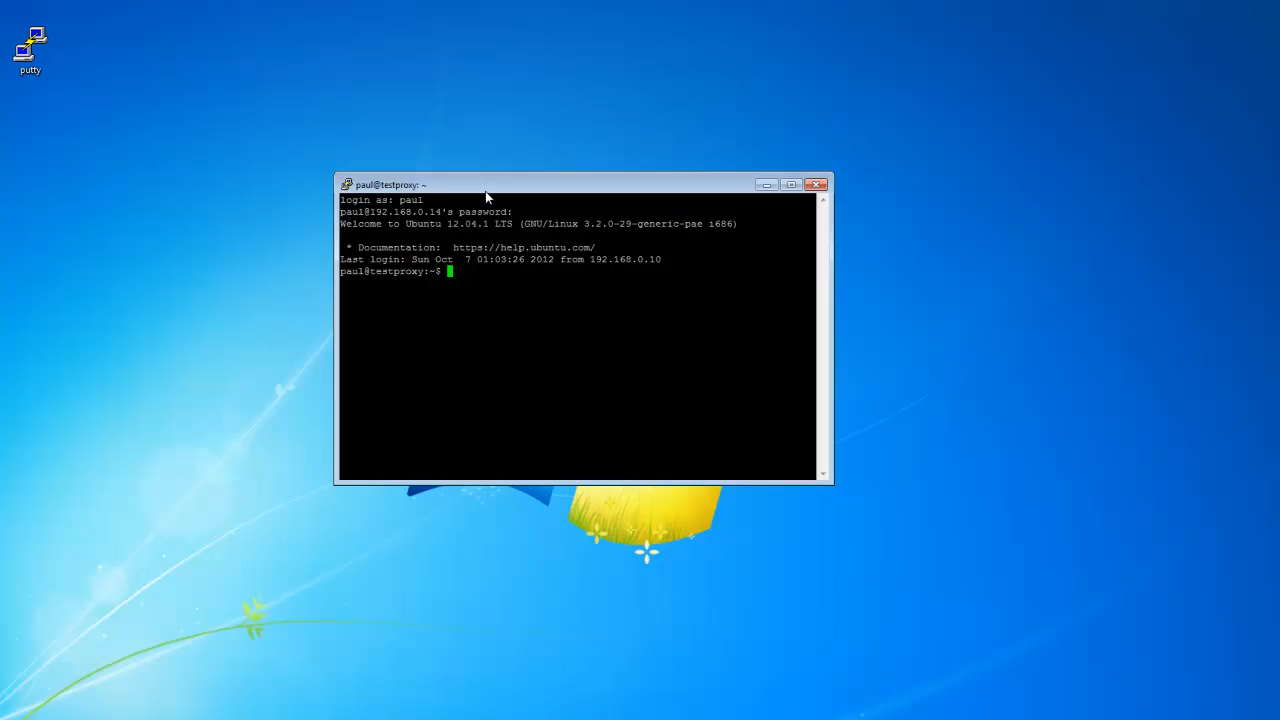 putty
paul@testproxy: ~
login as: paul
paul@192.168.0.14's password:
Welcome to Ubuntu 12.04.1 LTS (GNU/Linux 3.2.0-29-generic-pae i686)
* Documentation:  https://help.ubuntu.com/
Last login: Sun Oct  7 01:03:26 2012 from 192.168.0.10
paul@testproxy:~$